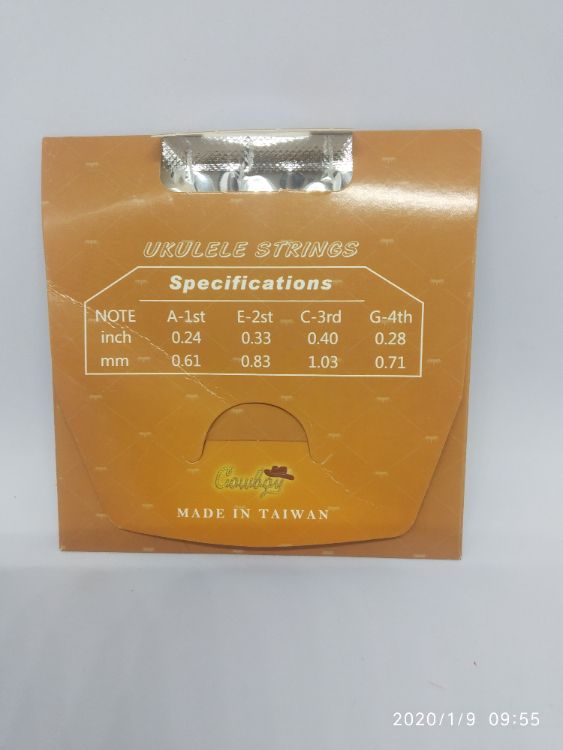 UKULELE STRINGS
Specifications
NOTE A-1st E-2st C-3rd G-4th
inch 0.24 0.33 0.40 0.28
mm 0.61 0.83 1.03 0.71
Cowboy
MADE IN TAIWAN
2020/1/9 09:55